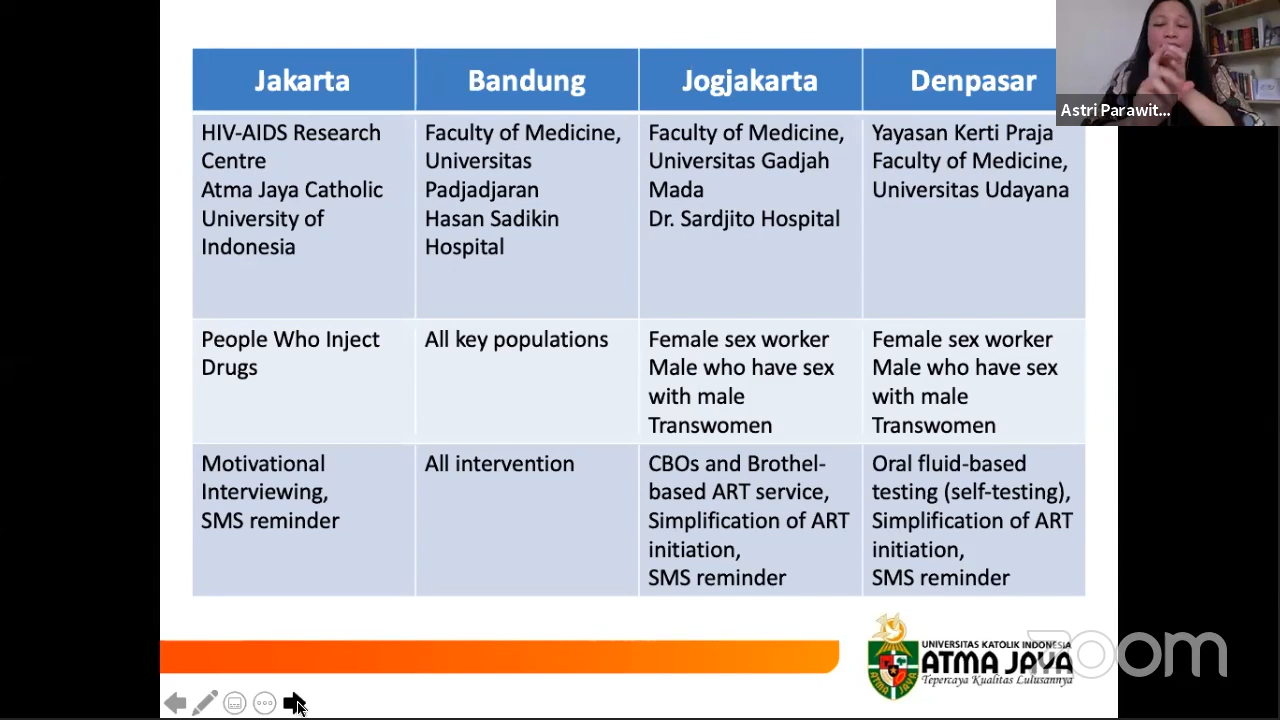 Jakarta
Bandung
Jogjakarta
Denpasar
HIV-AIDS Research
Centre
Atma Jaya Catholic
University of
Indonesia
Faculty of Medicine,
Universitas
Padjadjaran
Hasan Sadikin
Hospital
Faculty of Medicine,
Universitas Gadjah
Mada
Dr. Sardjito Hospital
Yayasan Kerti Praja
Faculty of Medicine,
Universitas Udayana
People Who Inject
Drugs
All key populations
Female sex worker
Male who have sex
with male
Transwomen
Female sex worker
Male who have sex
with male
Transwomen
Motivational
Interviewing,
SMS reminder
All intervention
CBOs and Brothel-
based ART service,
Simplification of ART
initiation,
SMS reminder
Oral fluid-based
testing (self-testing),
Simplification of ART
initiation,
SMS reminder
Astri Parawit...
UNIVERSITAS KATOLIK INDONESIA
ATMA JAYA
Tepercaya Kualitas Lulusannya
ATMA JAYA
zoom